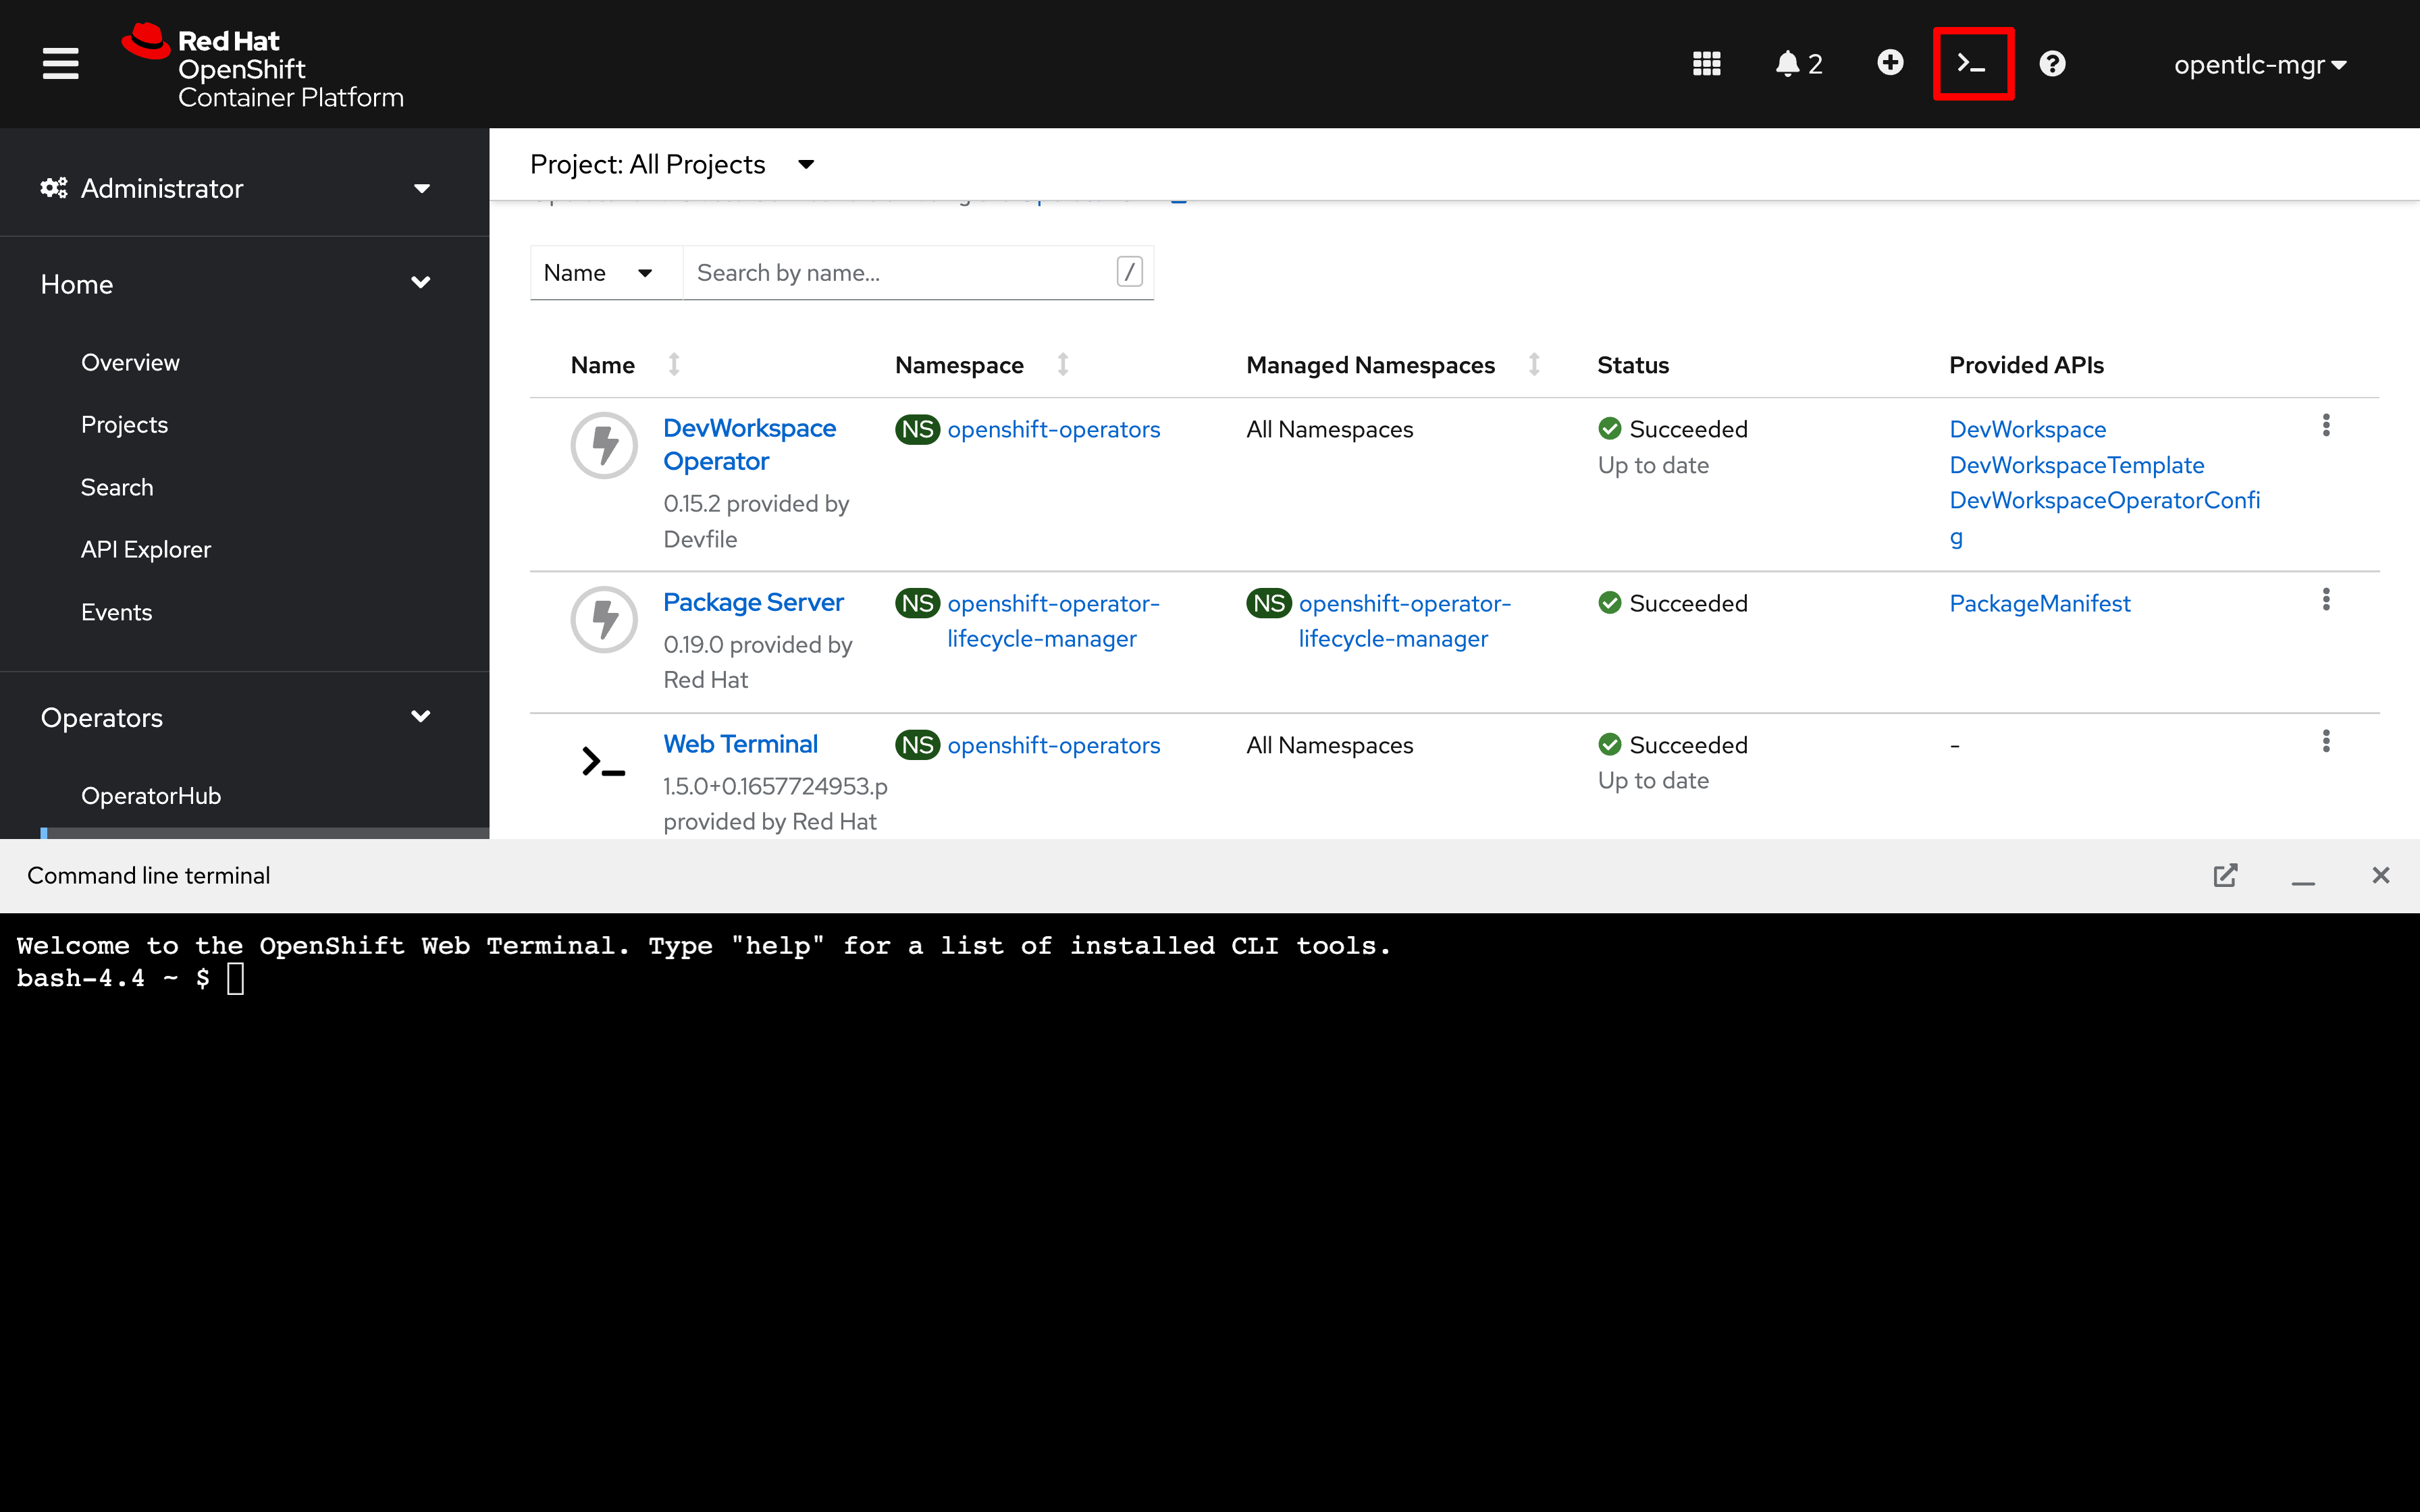 Red Hat
OpenShift
Container Platform
2
opentlc-mgr
Administrator
Home
Overview
Projects
Search
API Explorer
Events
Operators
OperatorHub
Project: All Projects
Name
Search by name...
/
Name Namespace Managed Namespaces Status Provided APIs
DevWorkspace
Operator
0.15.2 provided by
Devfile
NS openshift-operators
All Namespaces
Succeeded
Up to date
DevWorkspace
DevWorkspaceTemplate
DevWorkspaceOperatorConfi
g
Package Server
0.19.0 provided by
Red Hat
NS openshift-operator-
lifecycle-manager
NS openshift-operator-
lifecycle-manager
Succeeded
PackageManifest
Web Terminal
1.5.0+0.1657724953.p
provided by Red Hat
NS openshift-operators
All Namespaces
Succeeded
Up to date
-
Command line terminal
Welcome to the OpenShift Web Terminal. Type "help" for a list of installed CLI tools.
bash-4.4 ~ $